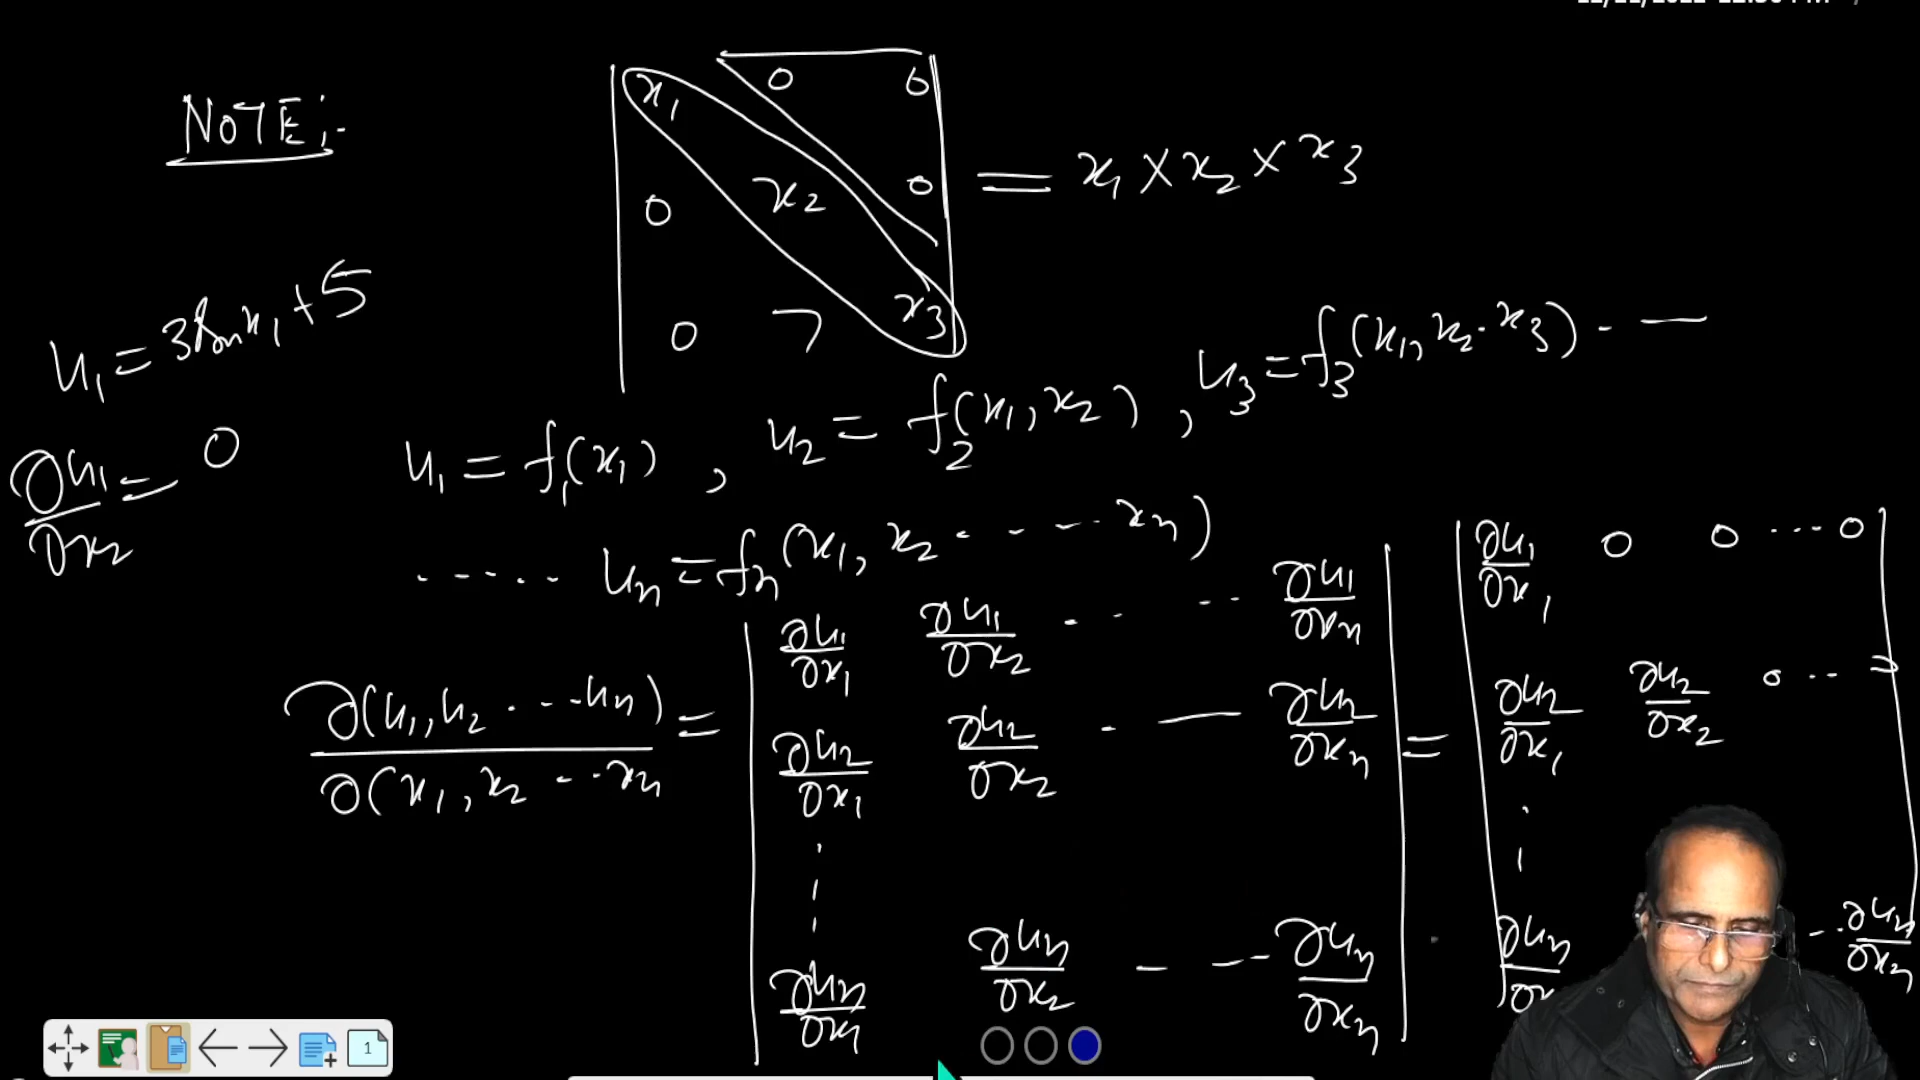 NOTE:-
| x₁ 0 0 |
| 0 x₂ 0 | = x₁ × x₂ × x₃
| 0 7 x₃ |
u₁ = 3 sin x₁ + 5
∂u₁/∂x₂ = 0
u₁ = f₁(x₁) , u₂ = f₂(x₁, x₂) , u₃ = f₃(x₁, x₂, x₃) - —
. . . . . uₙ = fₙ(x₁, x₂ - - - - xₙ)
∂(u₁, u₂ . - - uₙ)/∂(x₁, x₂ - - xₙ =
| ∂u₁/∂x₁ ∂u₁/∂x₂ . - - - ∂u₁/∂xₙ |
| ∂u₂/∂x₁ ∂u₂/∂x₂ - — ∂u₂/∂xₙ |
| ∂uₙ/∂x₁ ∂uₙ/∂x₂ - - - ∂uₙ/∂xₙ |
=
| ∂u₁/∂x₁ 0 0 ... 0 |
| ∂u₂/∂x₁ ∂u₂/∂x₂ 0 ... |
| ∂uₙ/∂x - - ∂uₙ/∂xₙ |
1